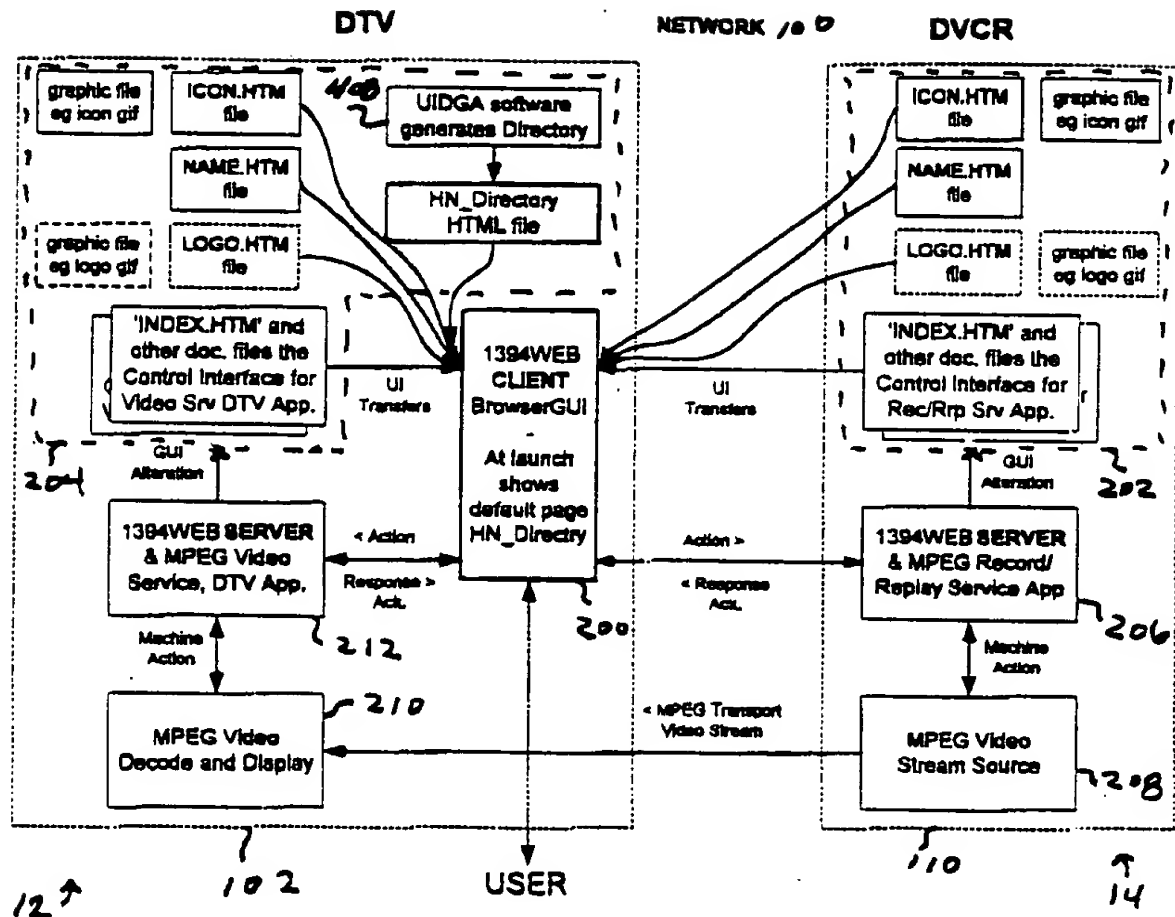 DTV
NETWORK 100
DVCR
graphic file
eg icon gif
ICON.HTM
file
408
UIDGA software
generates Directory
NAME.HTM
file
HN_Directory
HTML file
graphic file
eg logo gif
LOGO.HTM
file
'INDEX.HTM' and
other doc. files the
Control Interface for
Video Srv DTV App.
UI
Transfers
1394WEB
CLIENT
BrowserGUI
-
At launch
shows
default page
HN_Directry
200
ICON.HTM
file
graphic file
eg icon gif
NAME.HTM
file
LOGO.HTM
file
graphic file
eg logo gif
UI
Transfers
'INDEX.HTM' and
other doc. files the
Control Interface for
Rec/Rrp Srv App.
r
204
GUI
Alteration
202
GUI
Alteration
1394WEB SERVER
& MPEG Video
Service, DTV App.
212
< Action
Response >
Ack.
Action >
< Response
Ack.
1394WEB SERVER
& MPEG Record/
Replay Service App
206
Machine
Action
Machine
Action
210
MPEG Video
Decode and Display
< MPEG Transport
Video Stream
MPEG Video
Stream Source
208
12
102
USER
110
14